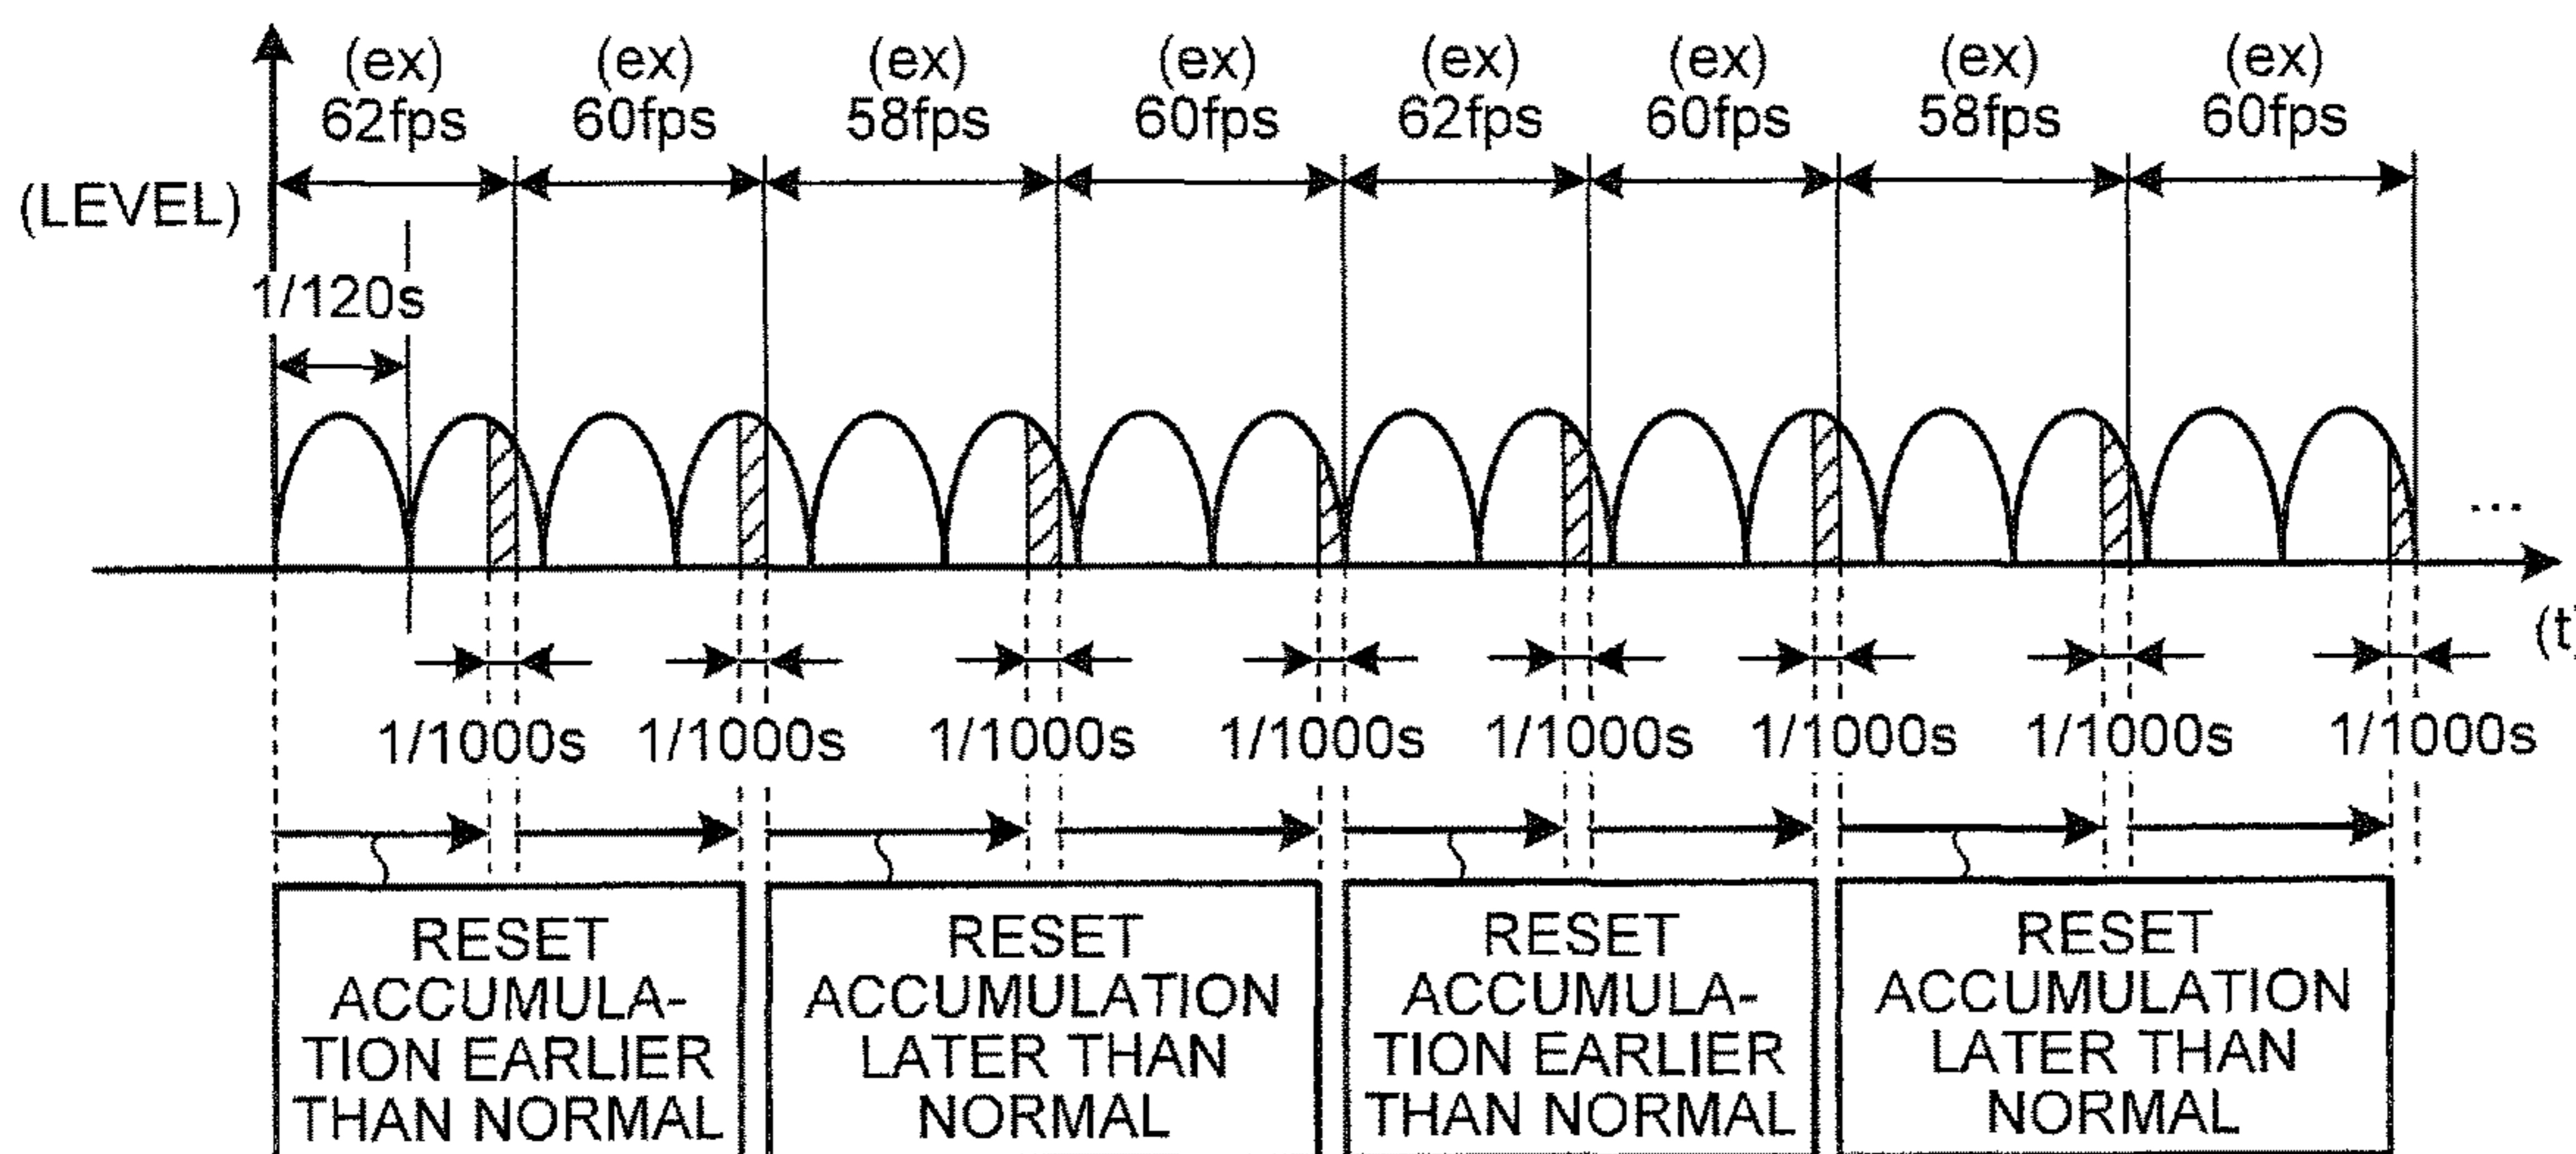 (ex) (ex) (ex) (ex) (ex) (ex) (ex) (ex)
62fps 60fps 58fps 60fps 62fps 60fps 58fps 60fps
(LEVEL)
1/120s
...
(t)
1/1000s 1/1000s 1/1000s 1/1000s 1/1000s 1/1000s 1/1000s 1/1000s
RESET
ACCUMULA-
TION EARLIER
THAN NORMAL
RESET
ACCUMULATION
LATER THAN
NORMAL
RESET
ACCUMULA-
TION EARLIER
THAN NORMAL
RESET
ACCUMULATION
LATER THAN
NORMAL